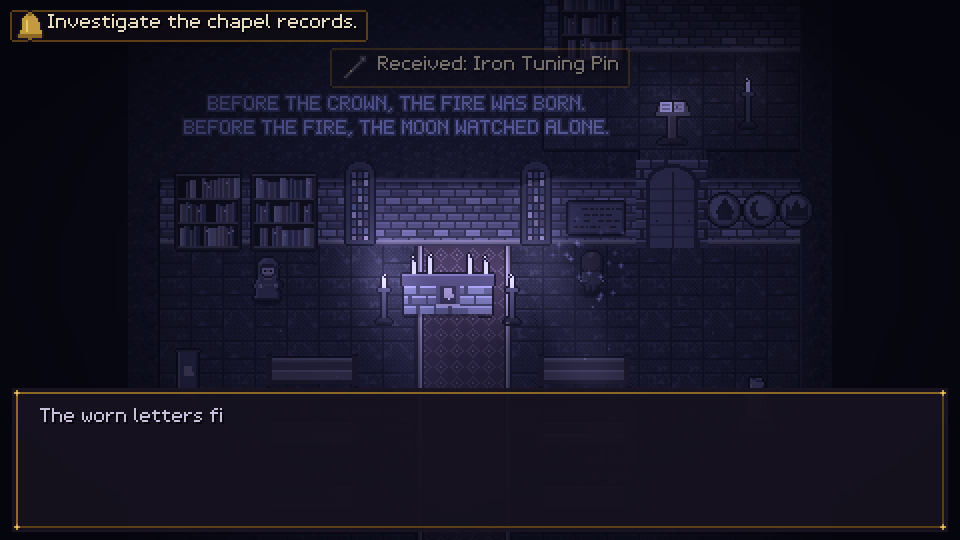 Investigate the chapel records.
Received: Iron Tuning Pin
BEFORE THE CROWN, THE FIRE WAS BORN.
BEFORE THE FIRE, THE MOON WATCHED ALONE.
The worn letters fi